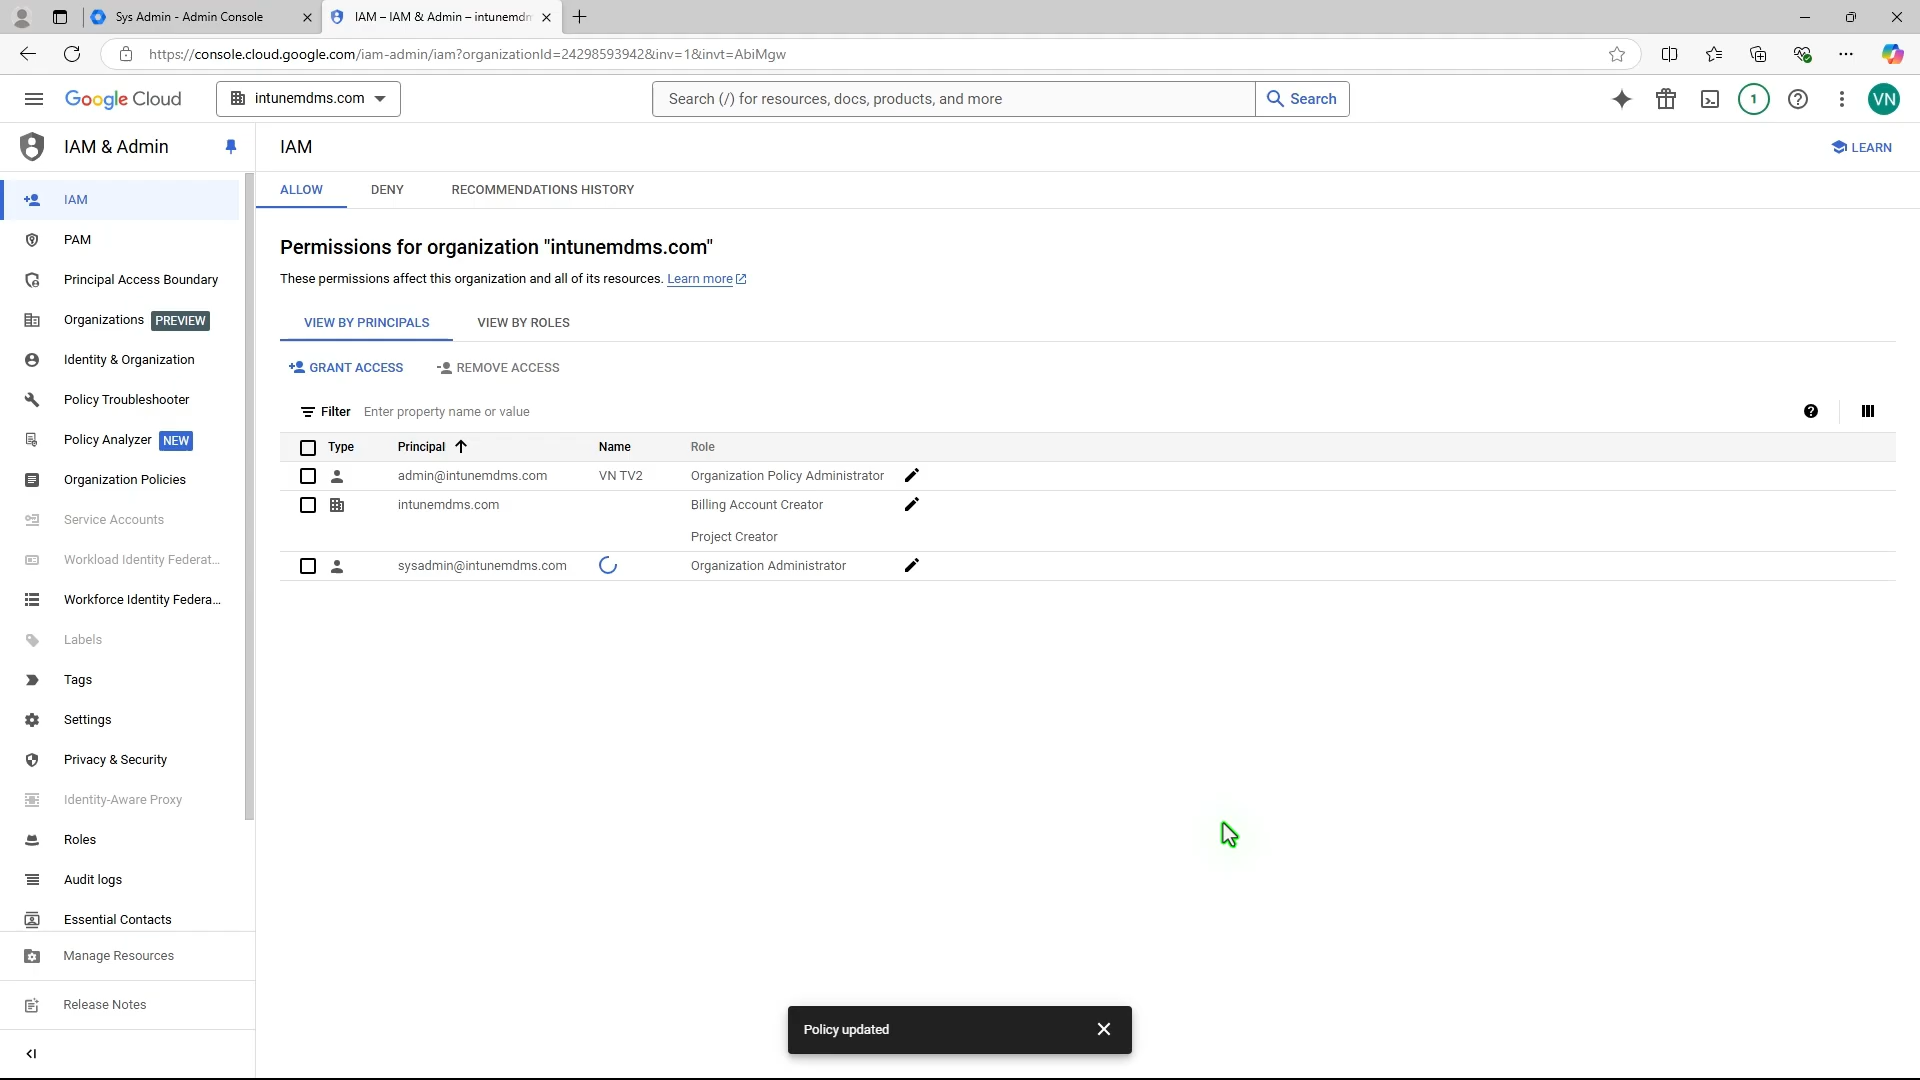 Sys Admin - Admin Console
IAM – IAM & Admin – intunemdm
https://console.cloud.google.com/iam-admin/iam?organizationId=24298593942&inv=1&invt=AbiMgw
Google Cloud
intunemdms.com
Search (/) for resources, docs, products, and more
Search
1
VN
IAM & Admin
IAM
LEARN
IAM
PAM
Principal Access Boundary
Organizations PREVIEW
Identity & Organization
Policy Troubleshooter
Policy Analyzer NEW
Organization Policies
Service Accounts
Workload Identity Federat...
Workforce Identity Federa...
Labels
Tags
Settings
Privacy & Security
Identity-Aware Proxy
Roles
Audit logs
Essential Contacts
Manage Resources
Release Notes
ALLOW DENY RECOMMENDATIONS HISTORY
Permissions for organization "intunemdms.com"
These permissions affect this organization and all of its resources. Learn more
VIEW BY PRINCIPALS VIEW BY ROLES
GRANT ACCESS REMOVE ACCESS
Filter Enter property name or value
Type Principal Name Role
admin@intunemdms.com VN TV2 Organization Policy Administrator
intunemdms.com Billing Account Creator
Project Creator
sysadmin@intunemdms.com Organization Administrator
Policy updated